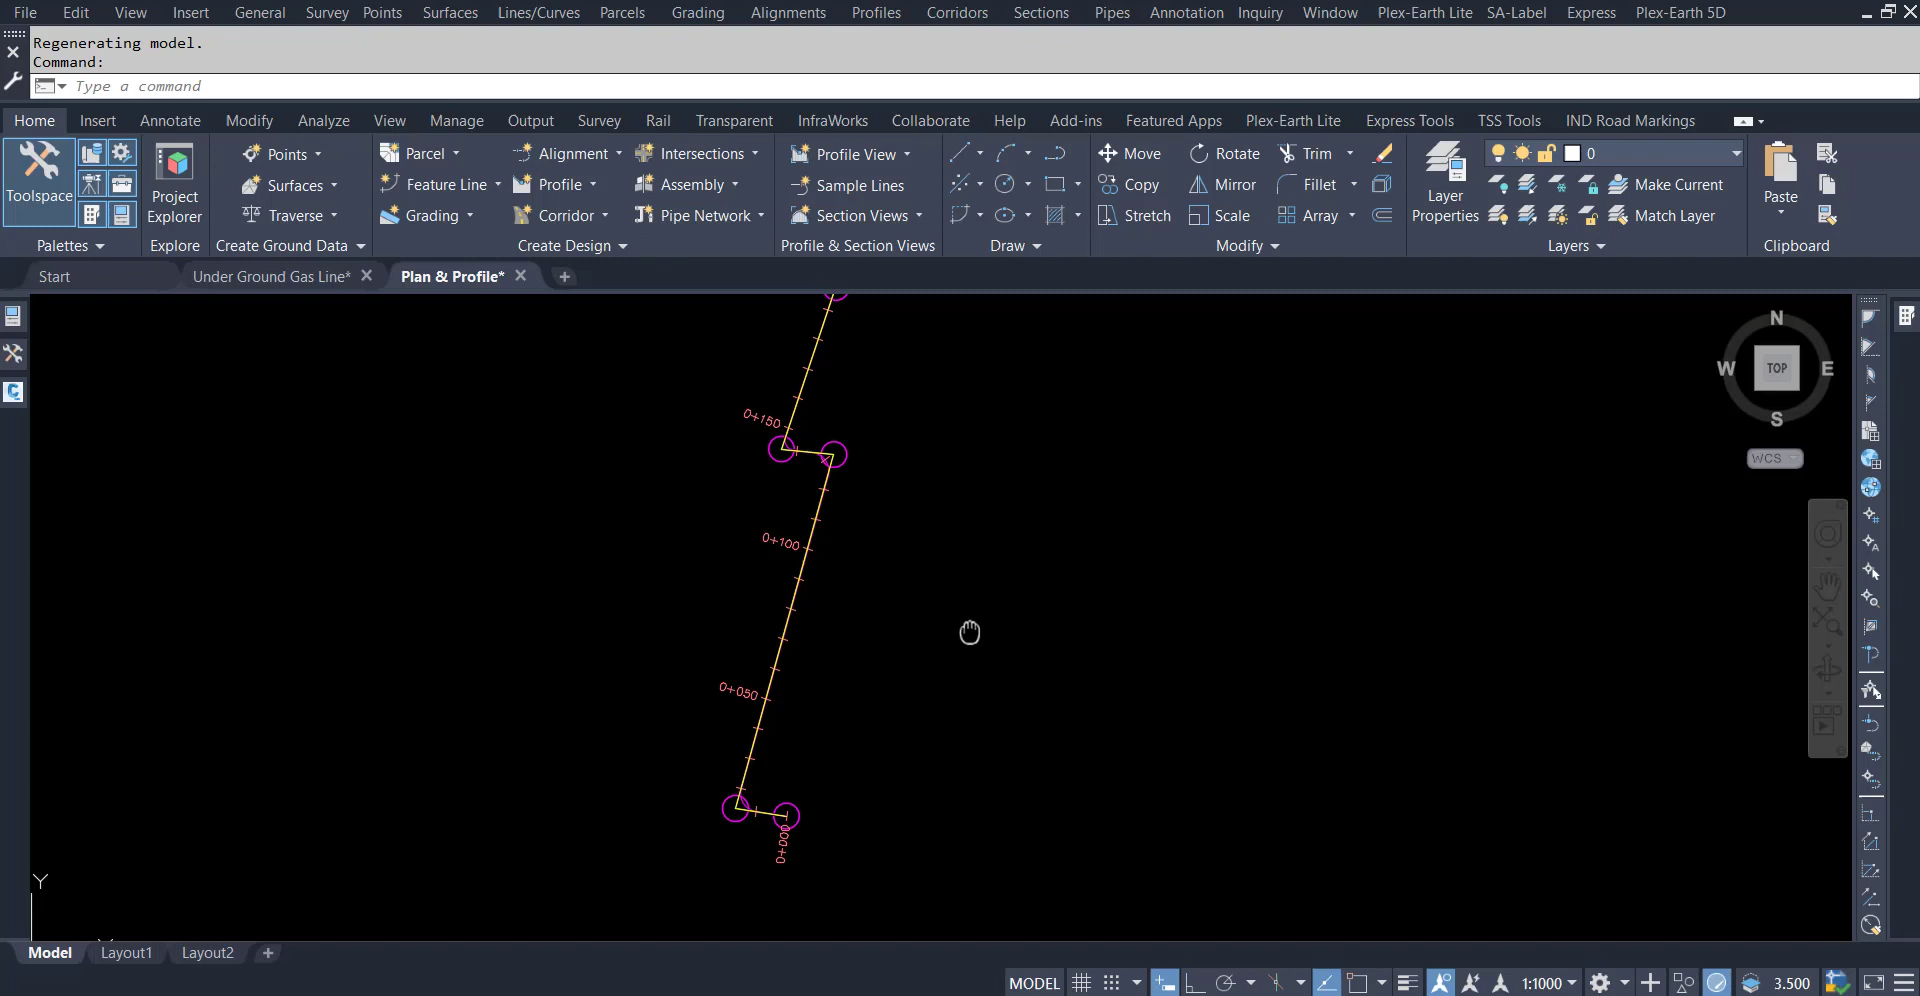 File Edit View Insert General Survey Points Surfaces Lines/Curves Parcels Grading Alignments Profiles Corridors Sections Pipes Annotation Inquiry Window Plex-Earth Lite SA-Label Express Plex-Earth 5D
Regenerating model.
Command:
Type a command
Home Insert Annotate Modify Analyze View Manage Output Survey Rail Transparent InfraWorks Collaborate Help Add-ins Featured Apps Plex-Earth Lite Express Tools TSS Tools IND Road Markings
Points Parcel Alignment Intersections Profile View Move Rotate Trim 0
Toolspace Project Explorer Surfaces Feature Line Profile Assembly Sample Lines Copy Mirror Fillet Layer Properties Make Current Paste
Traverse Grading Corridor Pipe Network Section Views Stretch Scale Array Match Layer
Palettes Explore Create Ground Data Create Design Profile & Section Views Draw Modify Layers Clipboard
Start Under Ground Gas Line* Plan & Profile*
N
W TOP E
S
WCS
0+150
0+100
0+050
0+000
Y
Model Layout1 Layout2
MODEL 1:1000 3.500